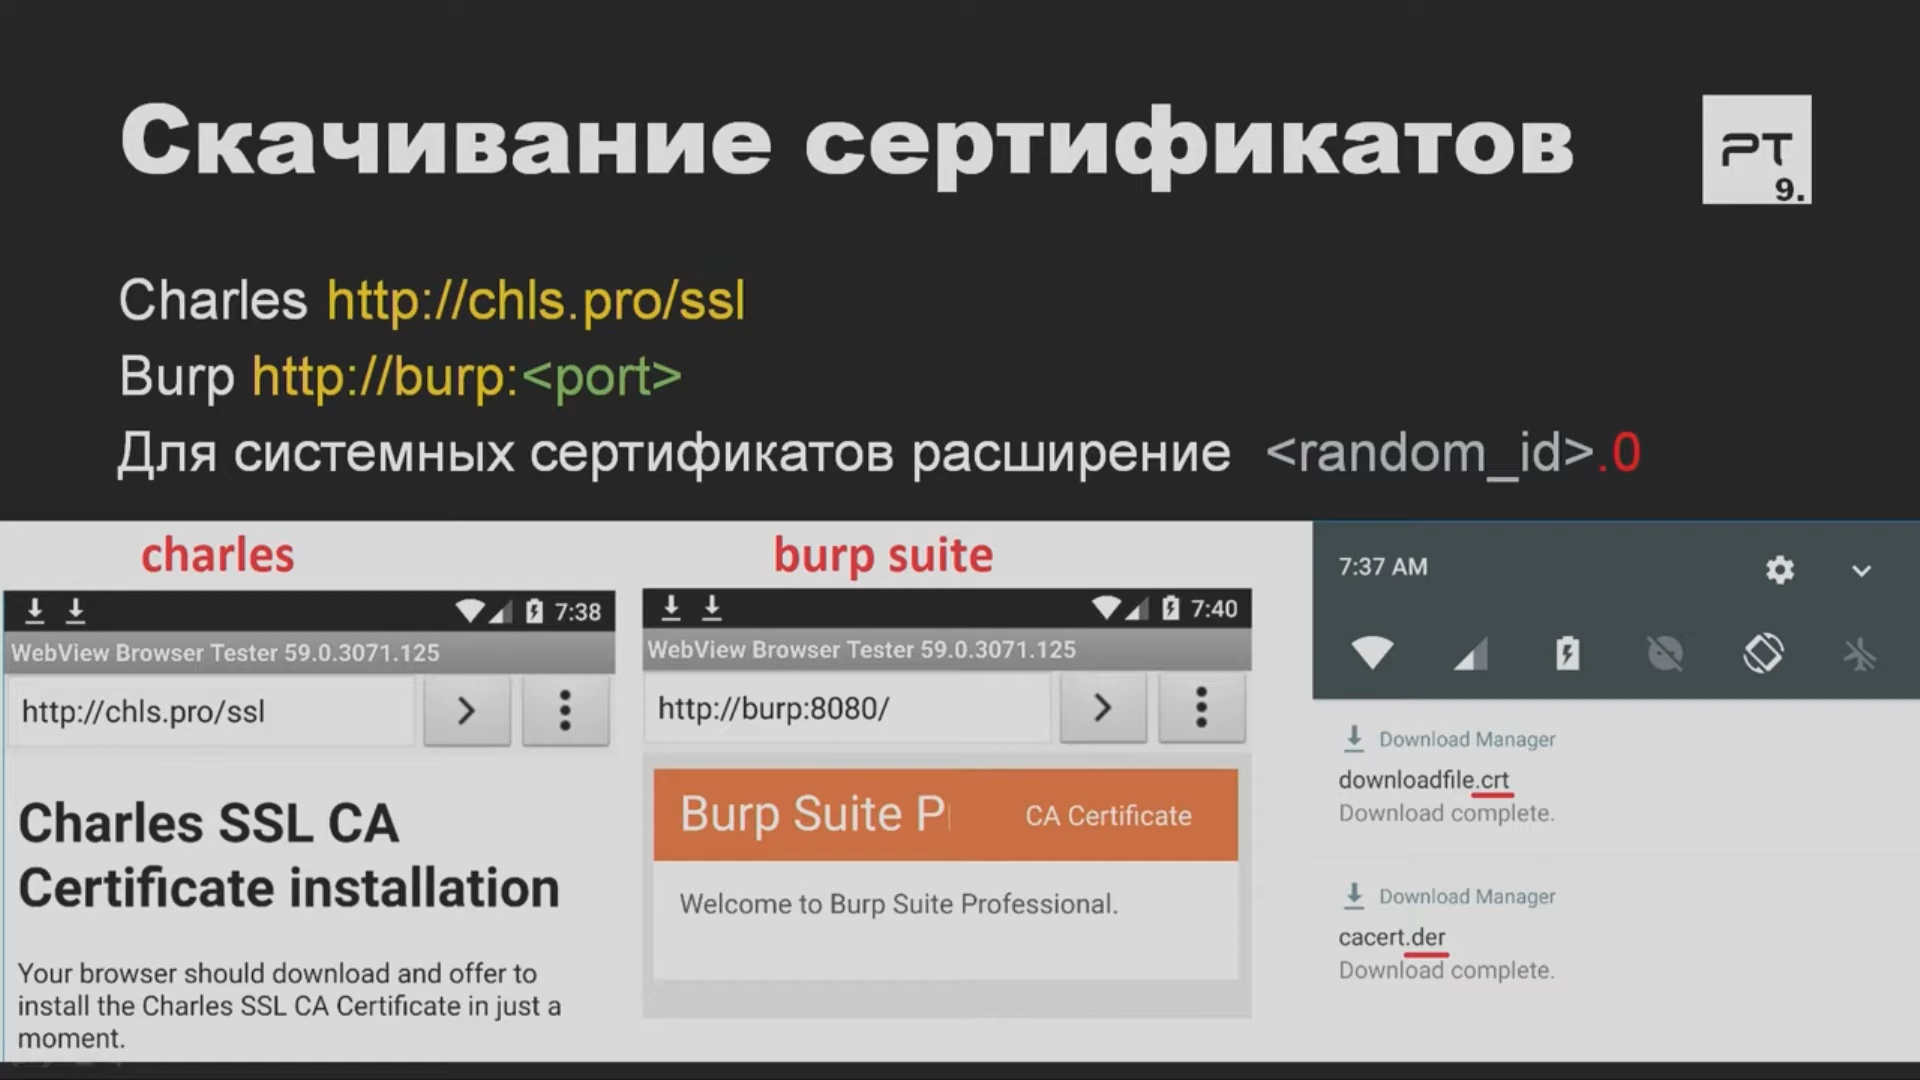 Скачивание сертификатов
PT
9.
Charles http://chls.pro/ssl
Burp http://burp:<port>
Для системных сертификатов расширение <random_id>.0
charles
7:38
WebView Browser Tester 59.0.3071.125
http://chls.pro/ssl
Charles SSL CA
Certificate installation
Your browser should download and offer to
install the Charles SSL CA Certificate in just a
moment.
burp suite
7:40
WebView Browser Tester 59.0.3071.125
http://burp:8080/
Burp Suite P
CA Certificate
Welcome to Burp Suite Professional.
7:37 AM
Download Manager
downloadfile.crt
Download complete.
Download Manager
cacert.der
Download complete.